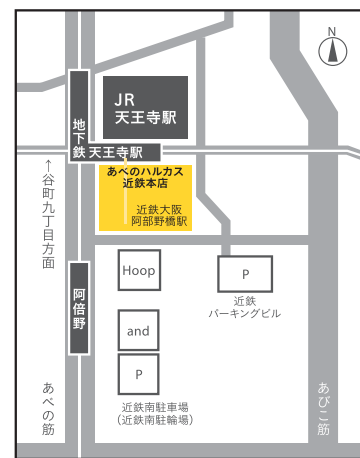 N
JR
天王寺駅
地下鉄
天王寺駅
あべのハルカス
近鉄本店
近鉄大阪
阿部野橋駅
←谷町九丁目方面
Hoop
P
近鉄
パーキングビル
阿倍野
and
P
あべの筋
あびこ筋
近鉄南駐車場
(近鉄南駐輪場)